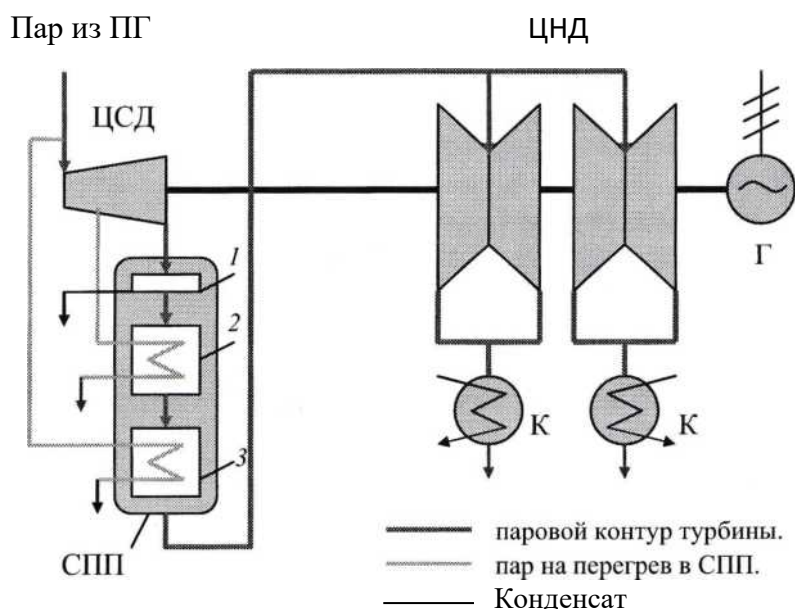 Пар из ПГ
ЦНД
ЦСД
Г
1
2
3
К
К
СПП
паровой контур турбины.
пар на перегрев в СПП.
Конденсат